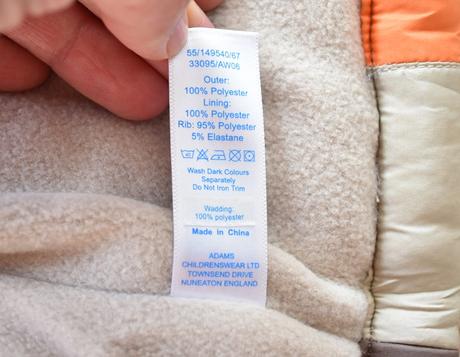 55/149540/67
33095/AW06
Outer:
100% Polyester
Lining:
100% Polyester
Rib: 95% Polyester
5% Elastane
Wash Dark Colours
Separately
Do Not Iron Trim
Wadding:
100% polyester
Made in China
ADAMS
CHILDRENSWEAR LTD
TOWNSEND DRIVE
NUNEATON ENGLAND